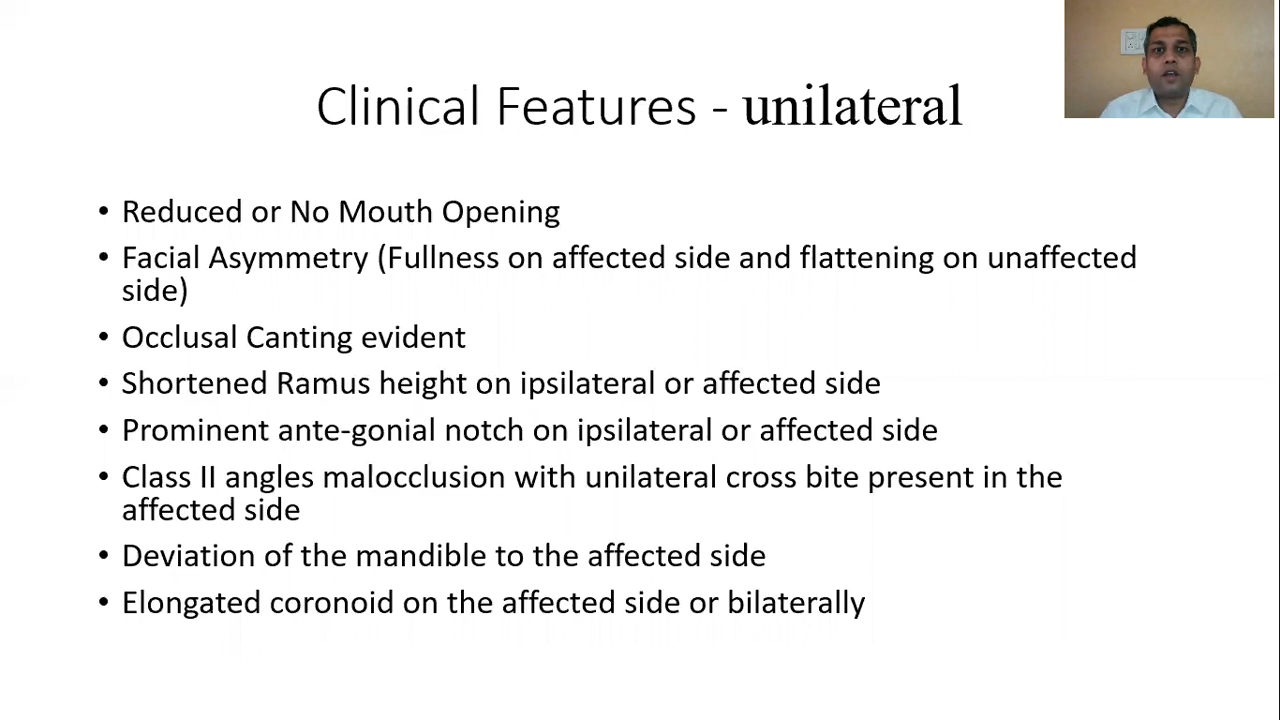 Clinical Features - unilateral
• Reduced or No Mouth Opening
• Facial Asymmetry (Fullness on affected side and flattening on unaffected
side)
• Occlusal Canting evident
• Shortened Ramus height on ipsilateral or affected side
• Prominent ante-gonial notch on ipsilateral or affected side
• Class II angles malocclusion with unilateral cross bite present in the
affected side
• Deviation of the mandible to the affected side
• Elongated coronoid on the affected side or bilaterally